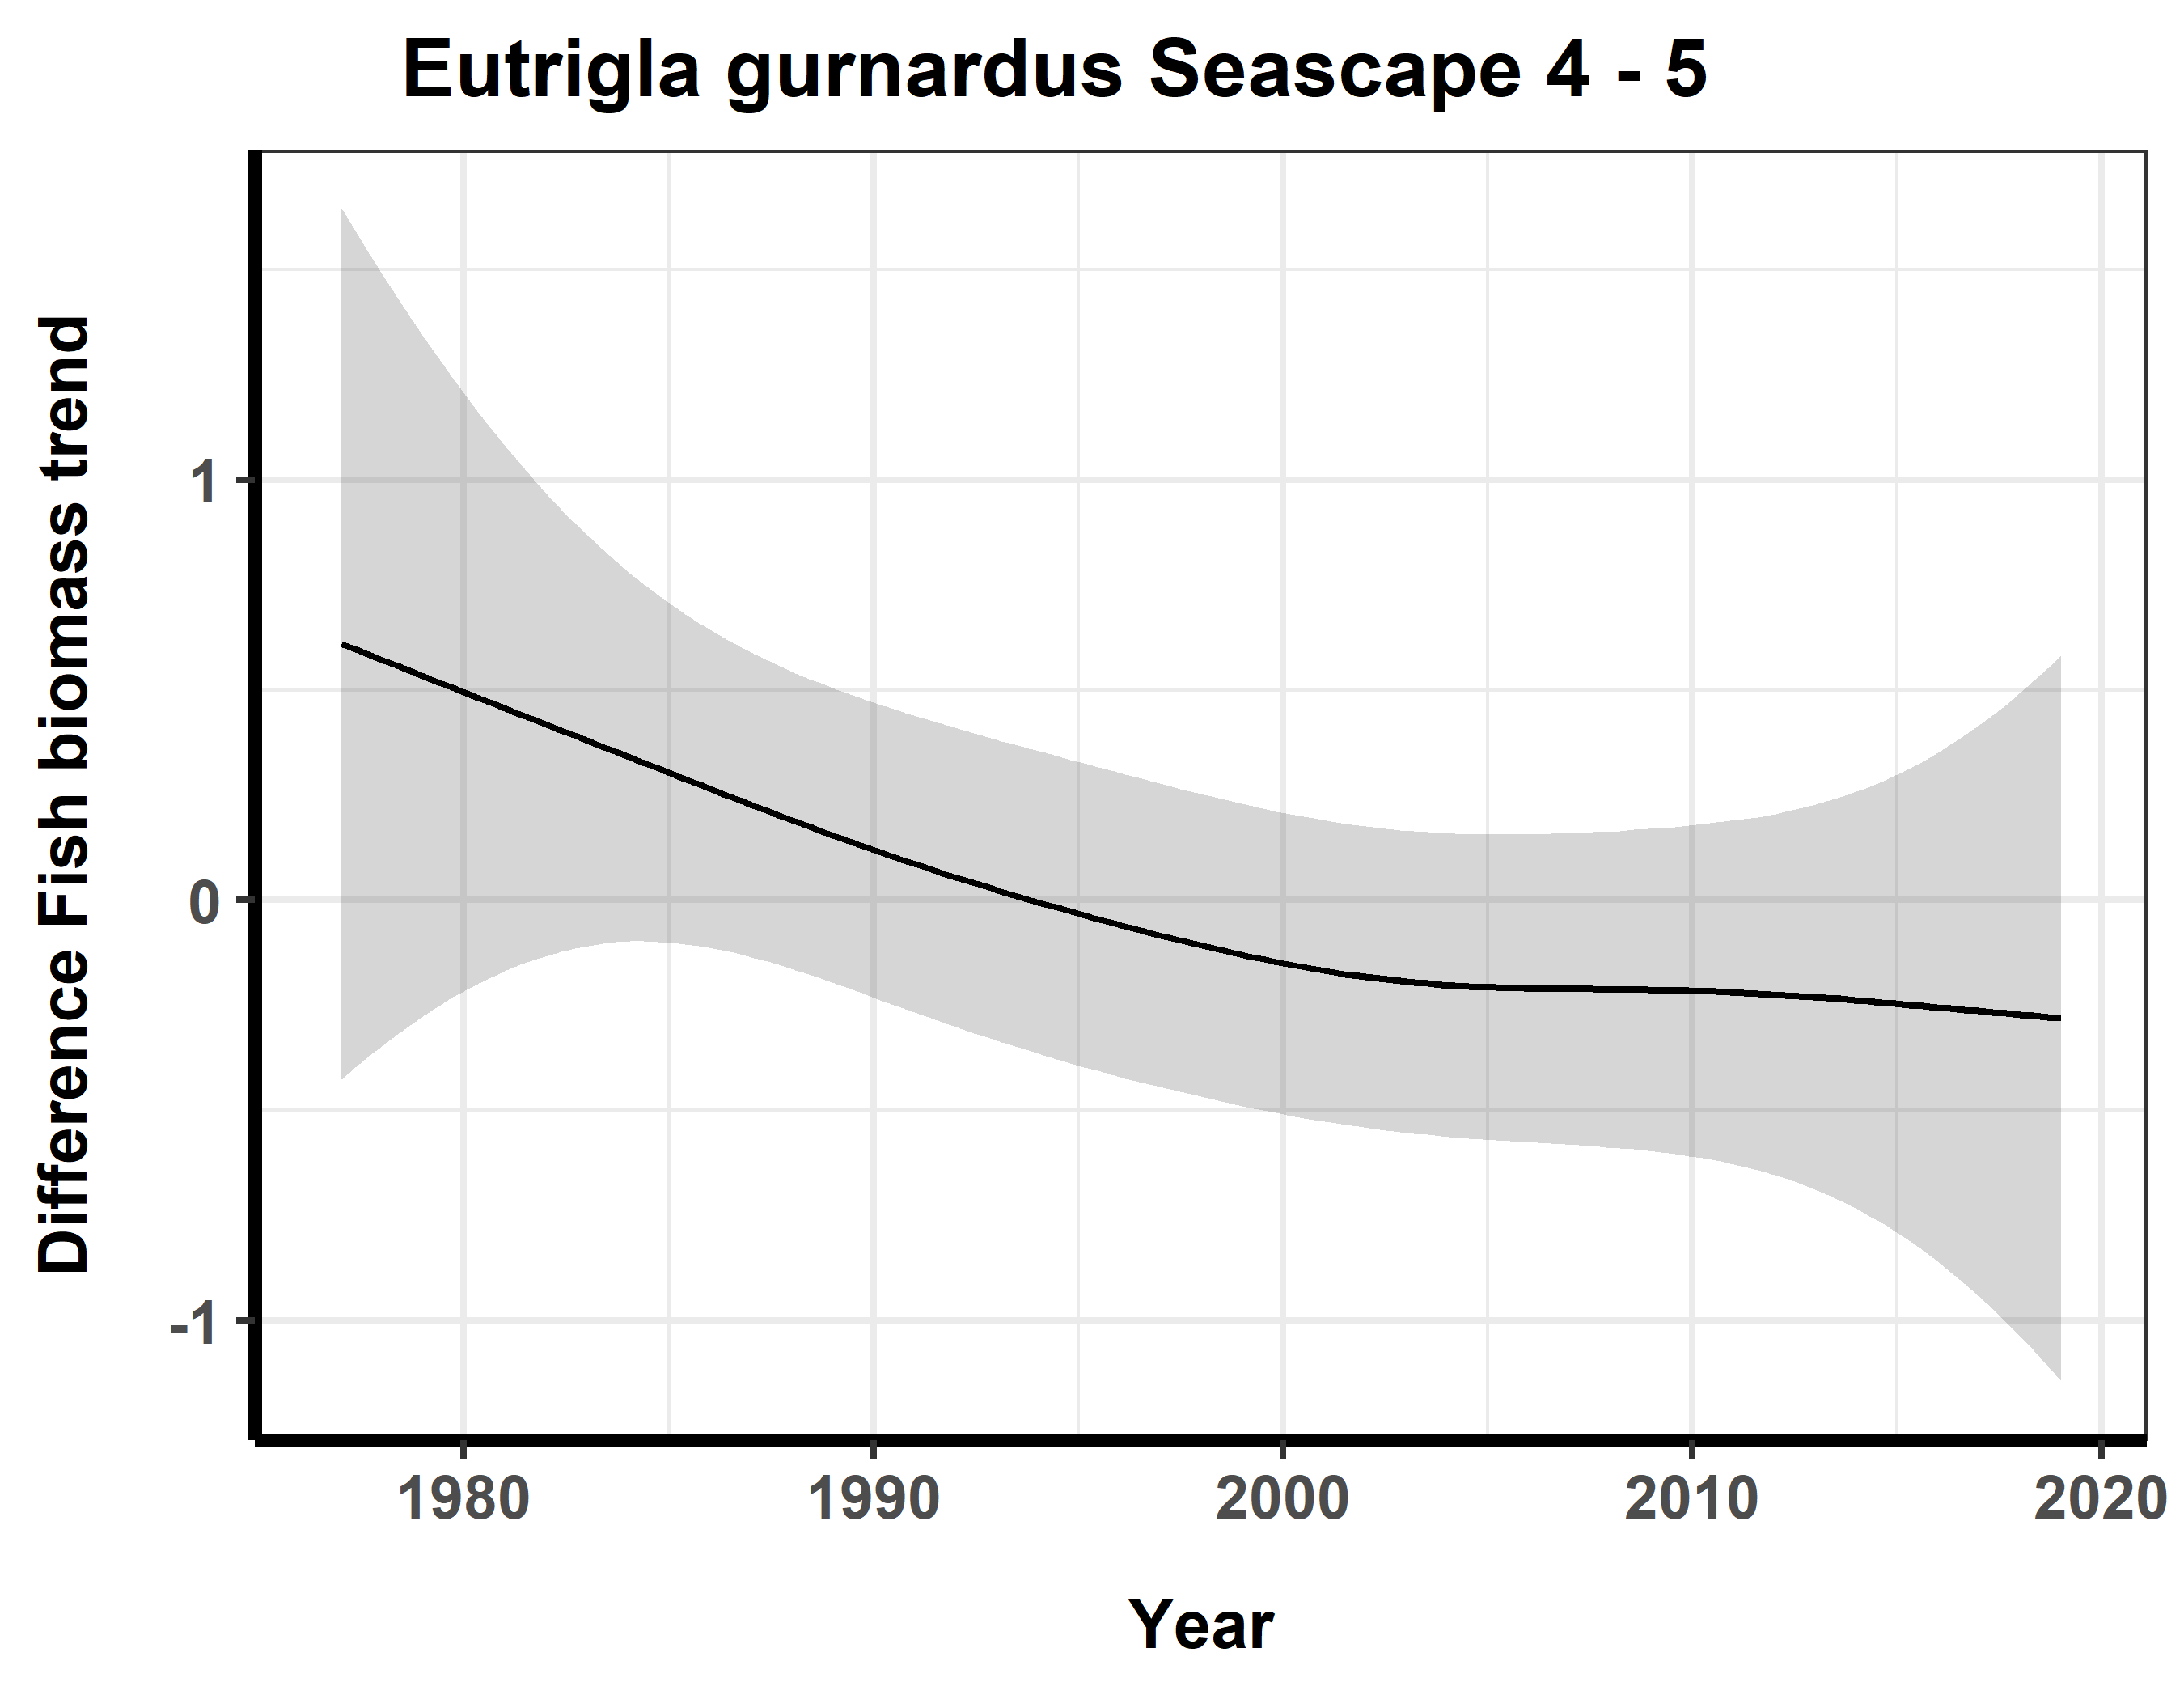 Eutrigla gurnardus Seascape 4 - 5
Difference Fish biomass trend
1
0
-1
1980 1990 2000 2010 2020
Year